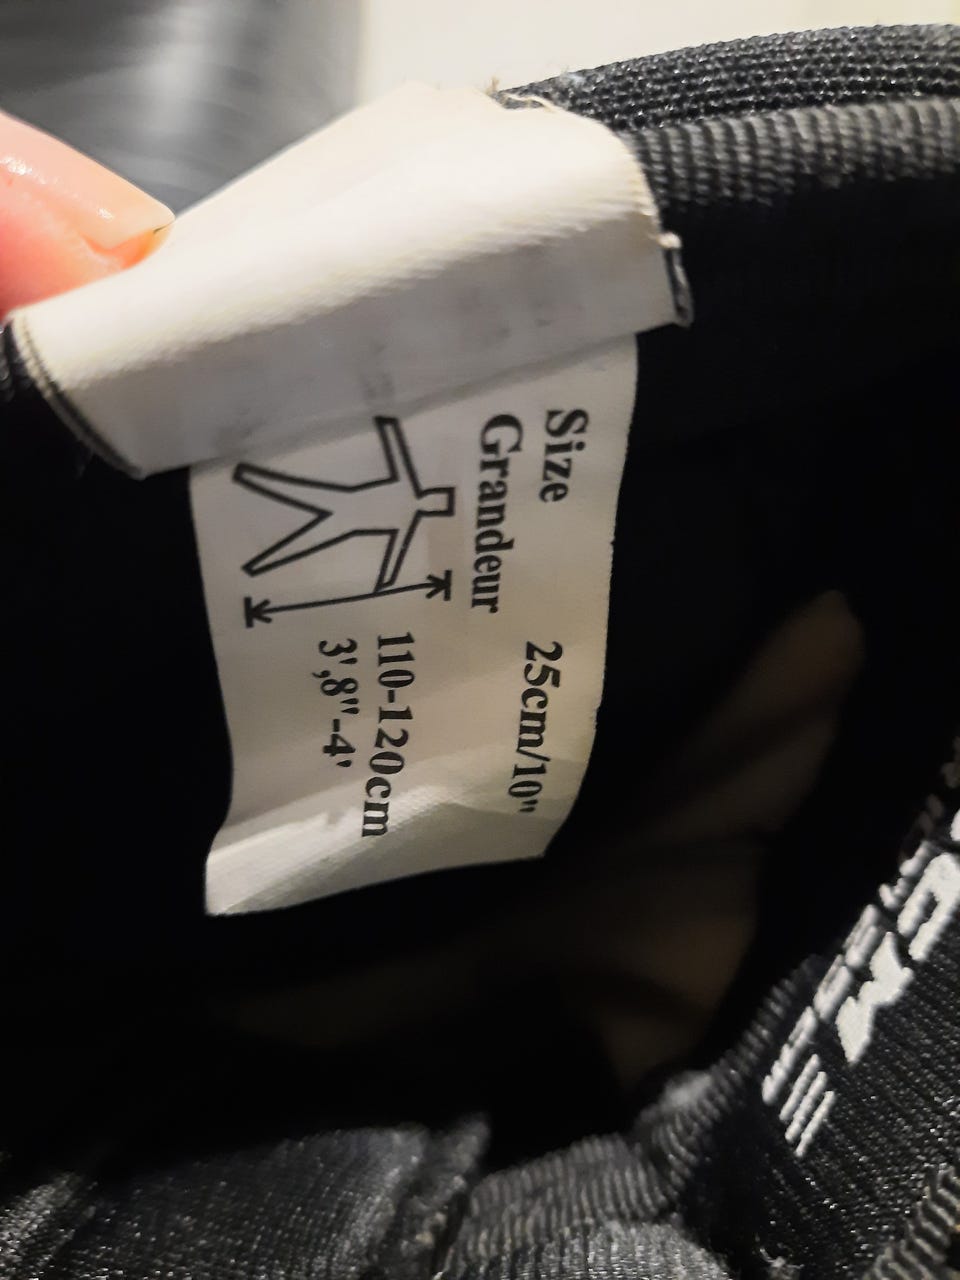 Size 25cm/10"
Grandeur
110-120cm
3',8"-4'